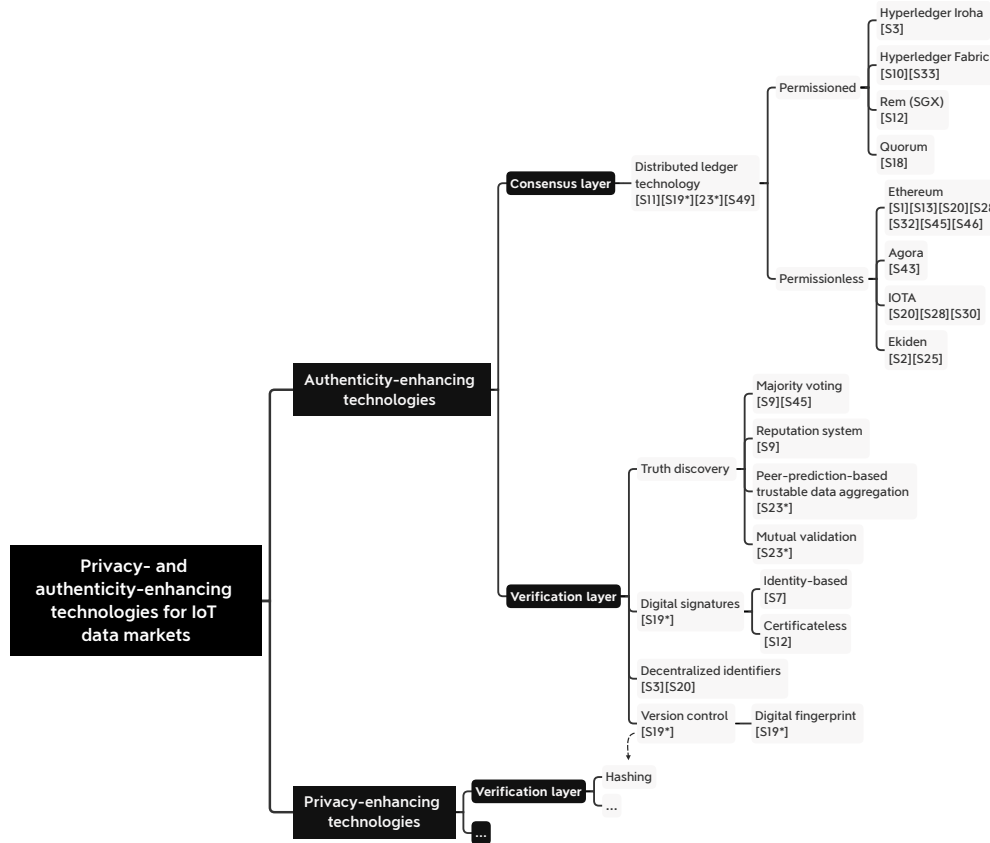 Hyperledger Iroha
[S3]
Hyperledger Fabric
[S10][S33]
Permissioned
Rem (SGX)
[S12]
Quorum
[S18]
Consensus layer
Distributed ledger
technology
[S11][S19*][23*][S49]
Ethereum
[S1][S13][S20][S28
[S32][S45][S46]
Agora
[S43]
Permissionless
IOTA
[S20][S28][S30]
Ekiden
[S2][S25]
Authenticity-enhancing
technologies
Majority voting
[S9][S45]
Reputation system
[S9]
Truth discovery
Peer-prediction-based
trustable data aggregation
[S23*]
Mutual validation
[S23*]
Privacy- and
authenticity-enhancing
technologies for IoT
data markets
Verification layer
Digital signatures
[S19*]
Identity-based
[S7]
Certificateless
[S12]
Decentralized identifiers
[S3][S20]
Version control
[S19*]
Digital fingerprint
[S19*]
Privacy-enhancing
technologies
Verification layer
Hashing
...
...